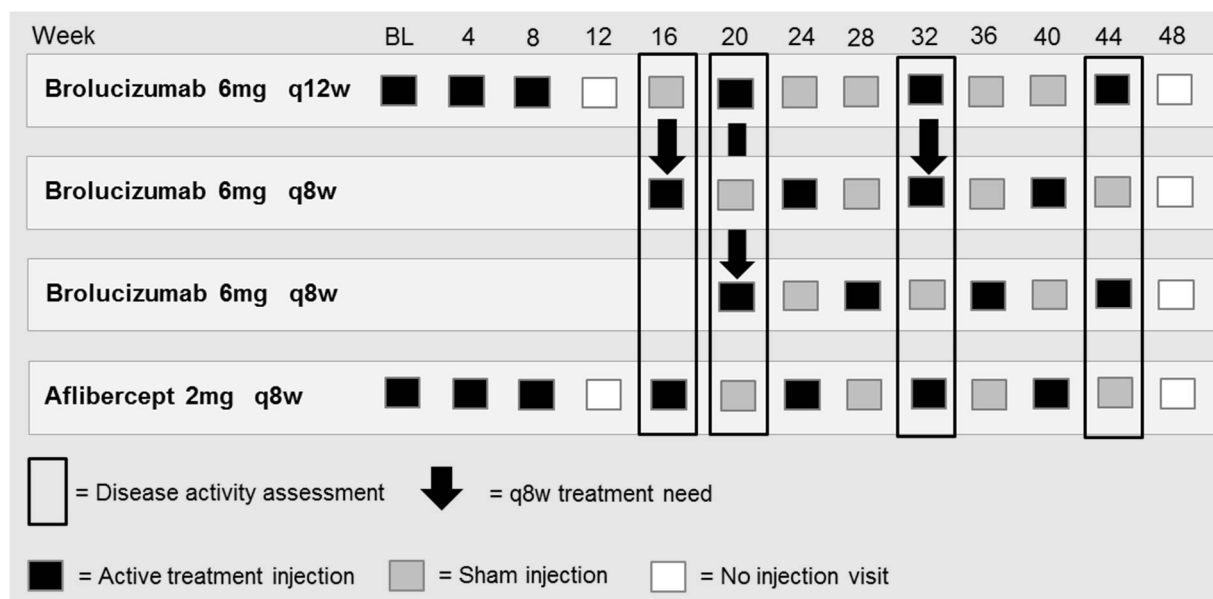 Week BL 4 8 12 16 20 24 28 32 36 40 44 48
Brolucizumab 6mg q12w
Brolucizumab 6mg q8w
Brolucizumab 6mg q8w
Aflibercept 2mg q8w
= Disease activity assessment = q8w treatment need
= Active treatment injection = Sham injection = No injection visit